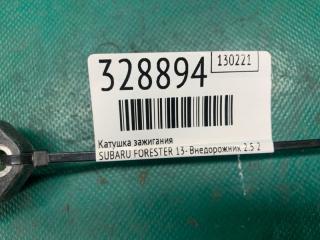 130221
328894
Катушка зажигания
SUBARU FORESTER 13- Внедорожник 2.5 2